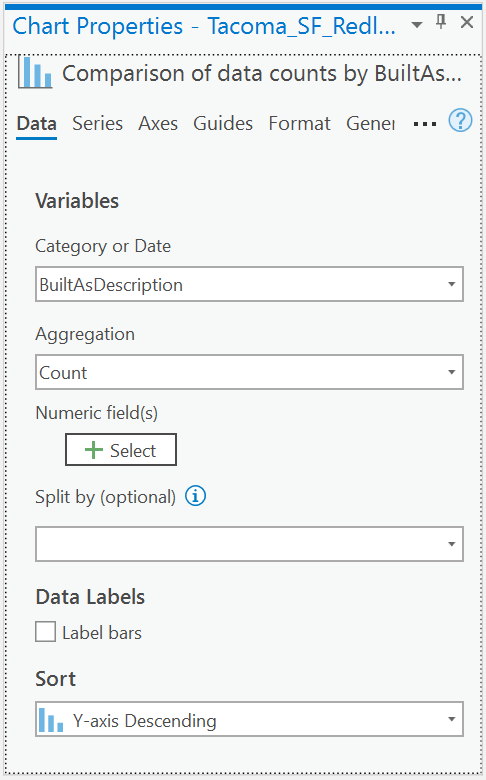 Chart Properties - Tacoma_SF_Redl...
Comparison of data counts by BuiltAs...
Data Series Axes Guides Format Gener ... ?
Variables
Category or Date
BuiltAsDescription
Aggregation
Count
Numeric field(s)
+ Select
Split by (optional) i
Data Labels
Label bars
Sort
Y-axis Descending